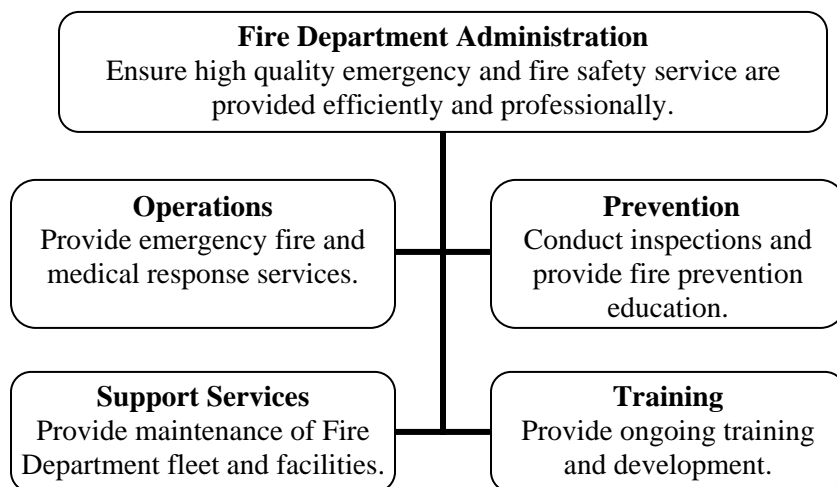 Fire Department Administration
Ensure high quality emergency and fire safety service are
provided efficiently and professionally.
Operations
Provide emergency fire and
medical response services.
Prevention
Conduct inspections and
provide fire prevention
education.
Support Services
Provide maintenance of Fire
Department fleet and facilities.
Training
Provide ongoing training
and development.